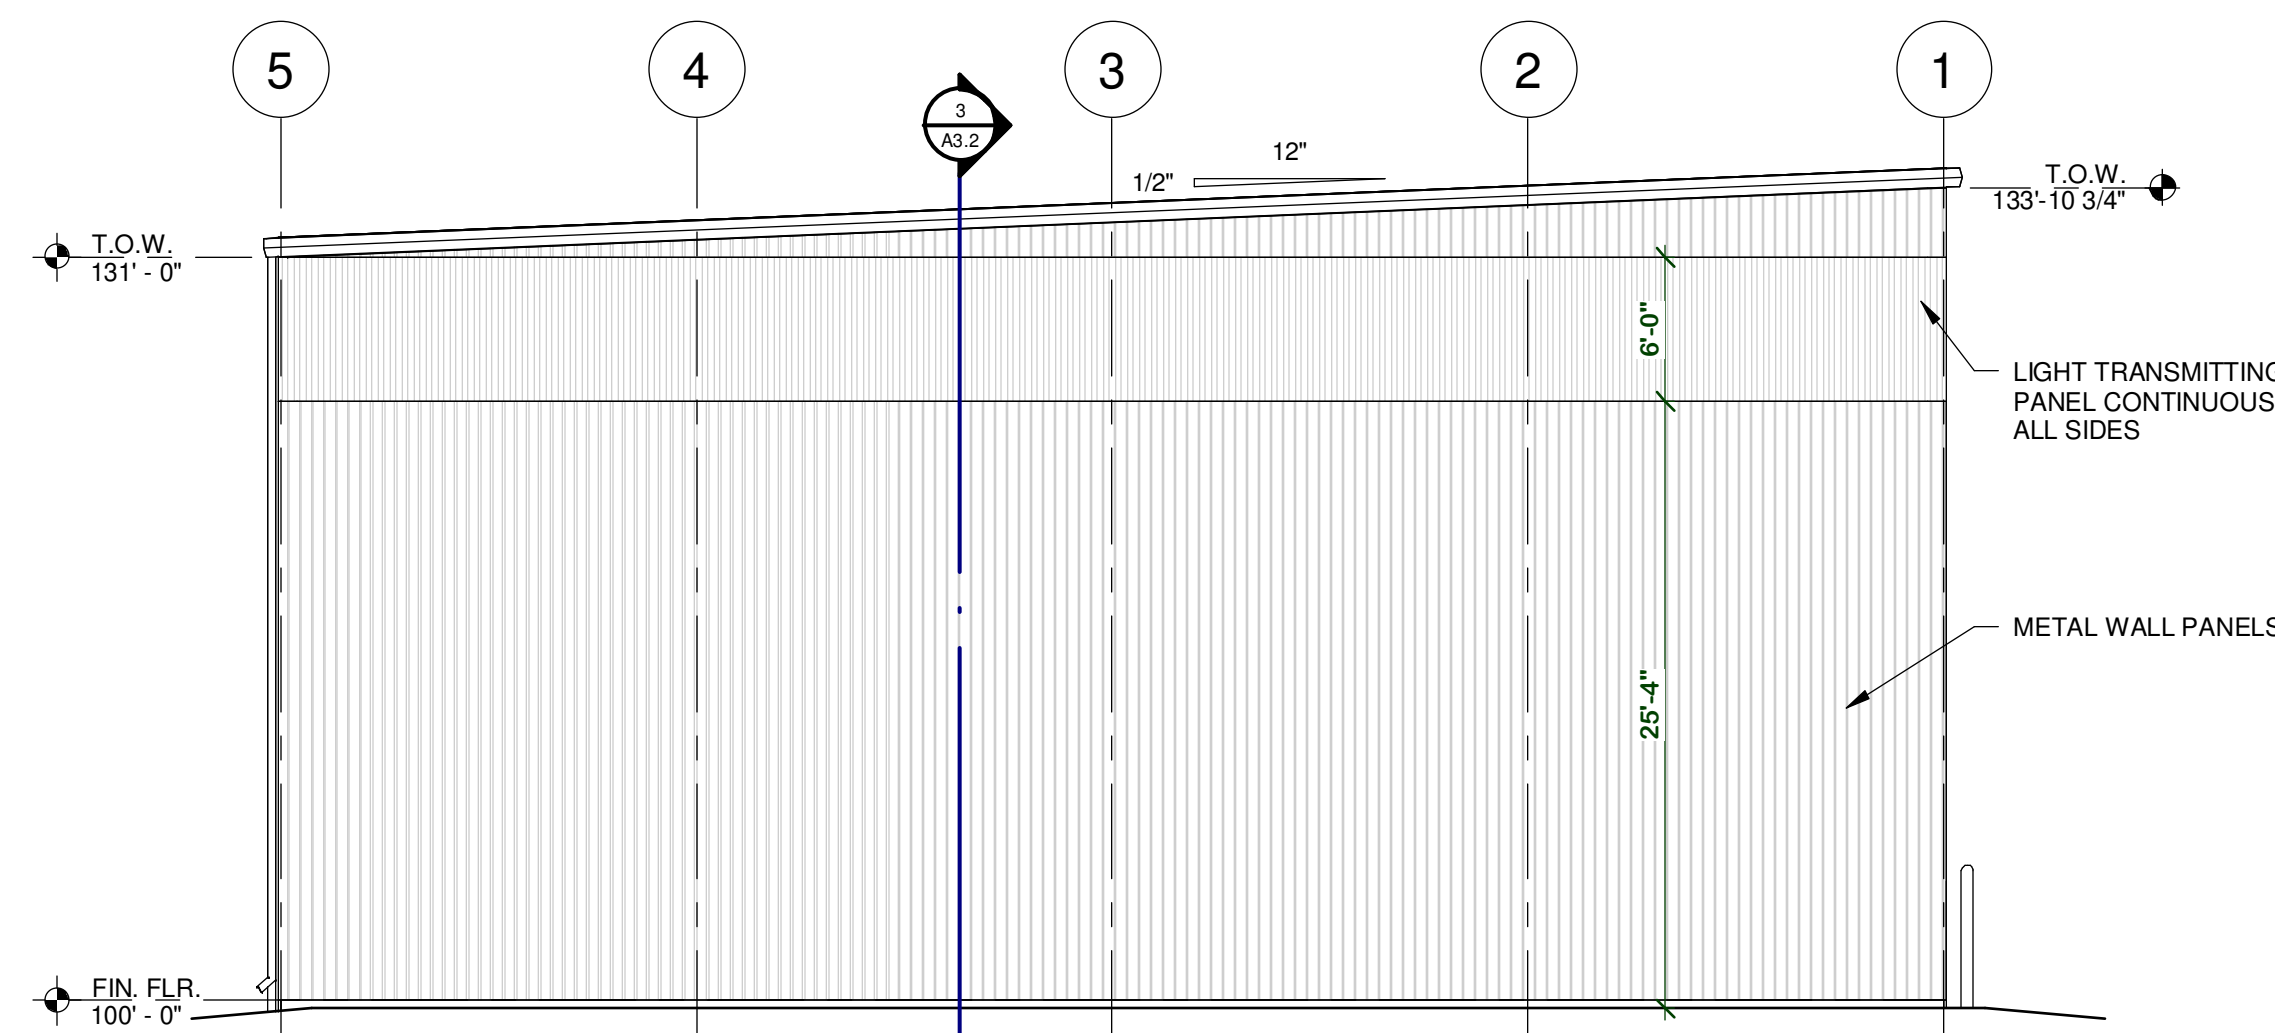 5
4
3
2
1
3
A3.2
12"
1/2"
T.O.W.
133'-10 3/4"
T.O.W.
131' - 0"
6'-0"
LIGHT TRANSMITTING
PANEL CONTINUOUS
ALL SIDES
METAL WALL PANELS
25'-4"
FIN. FLR.
100' - 0"